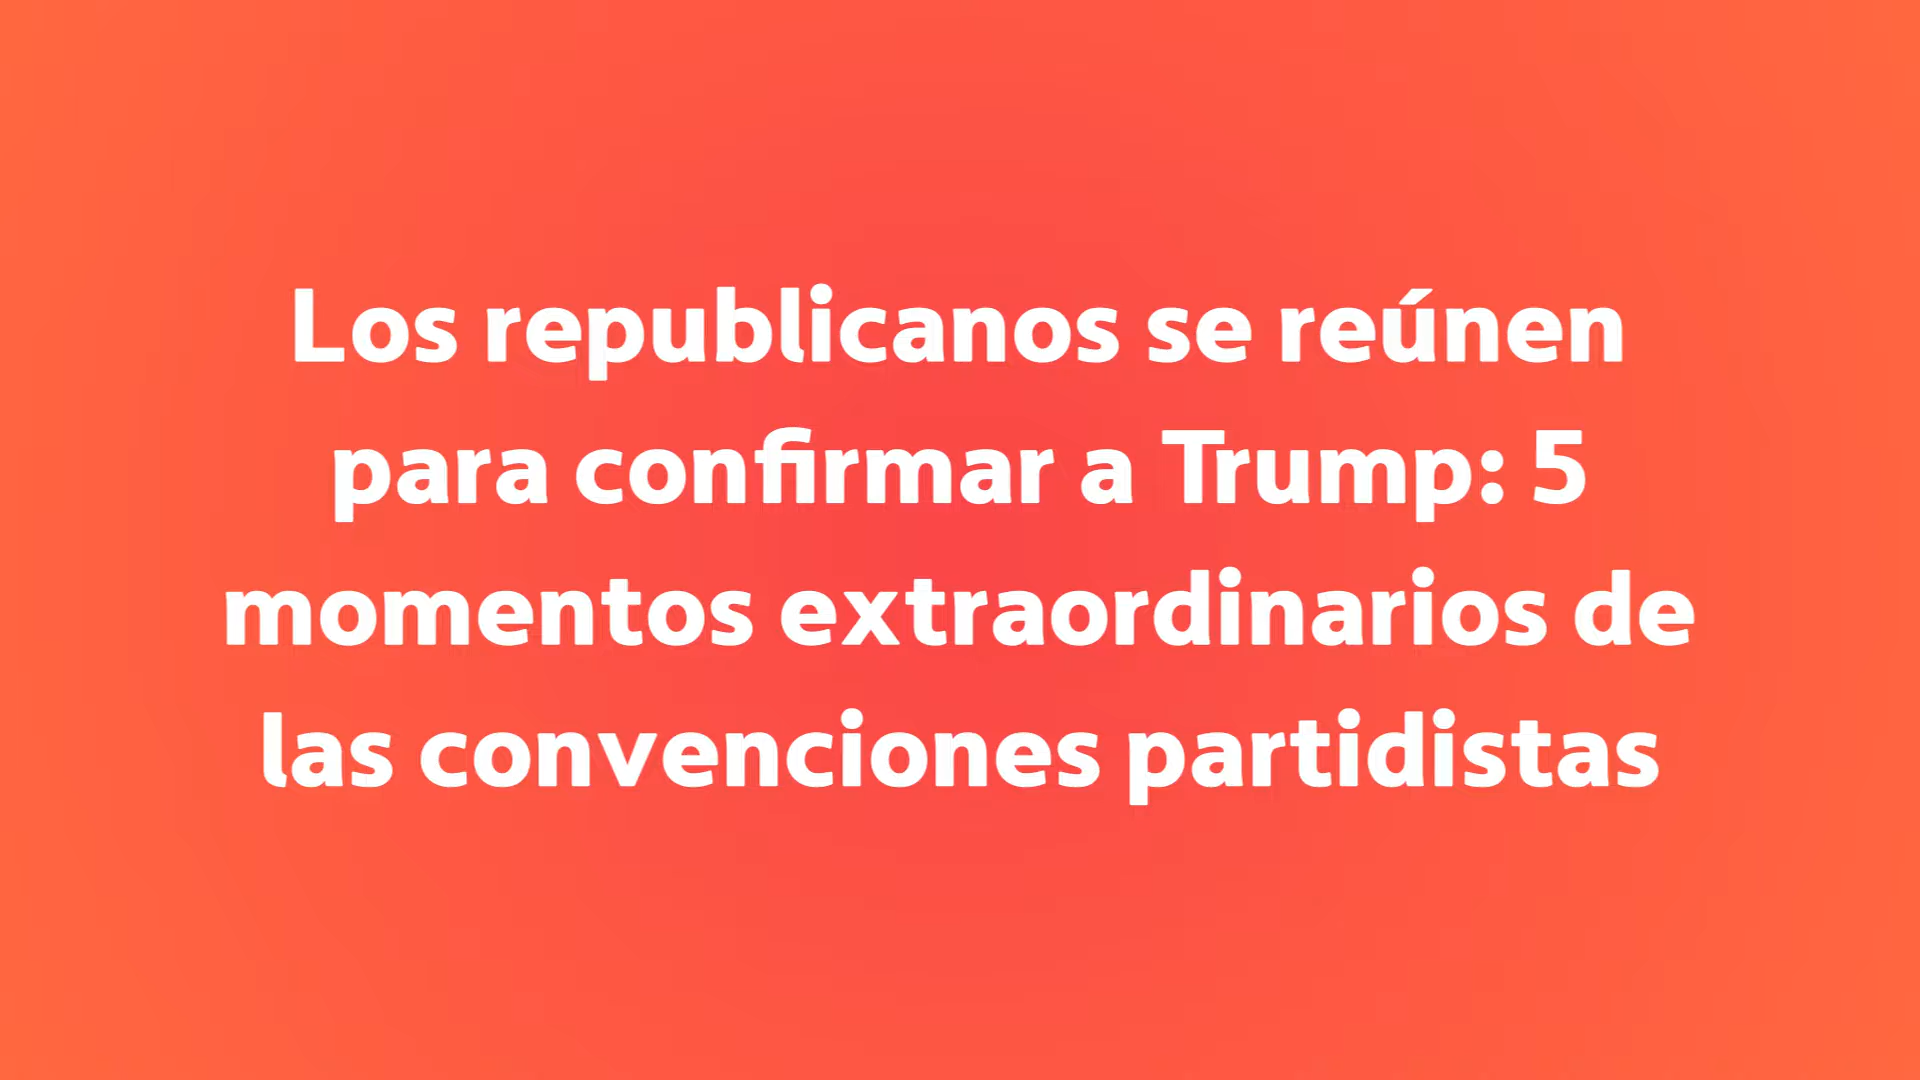 Los republicanos se reúnen
para confirmar a Trump: 5
momentos extraordinarios de
las convenciones partidistas